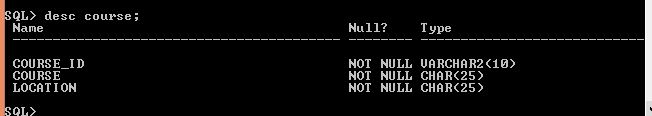 SQL> desc course;
Name Null? Type
----------------------------------------- -------- ----------------------------
COURSE_ID NOT NULL VARCHAR2(10)
COURSE NOT NULL CHAR(25)
LOCATION NOT NULL CHAR(25)
SQL>